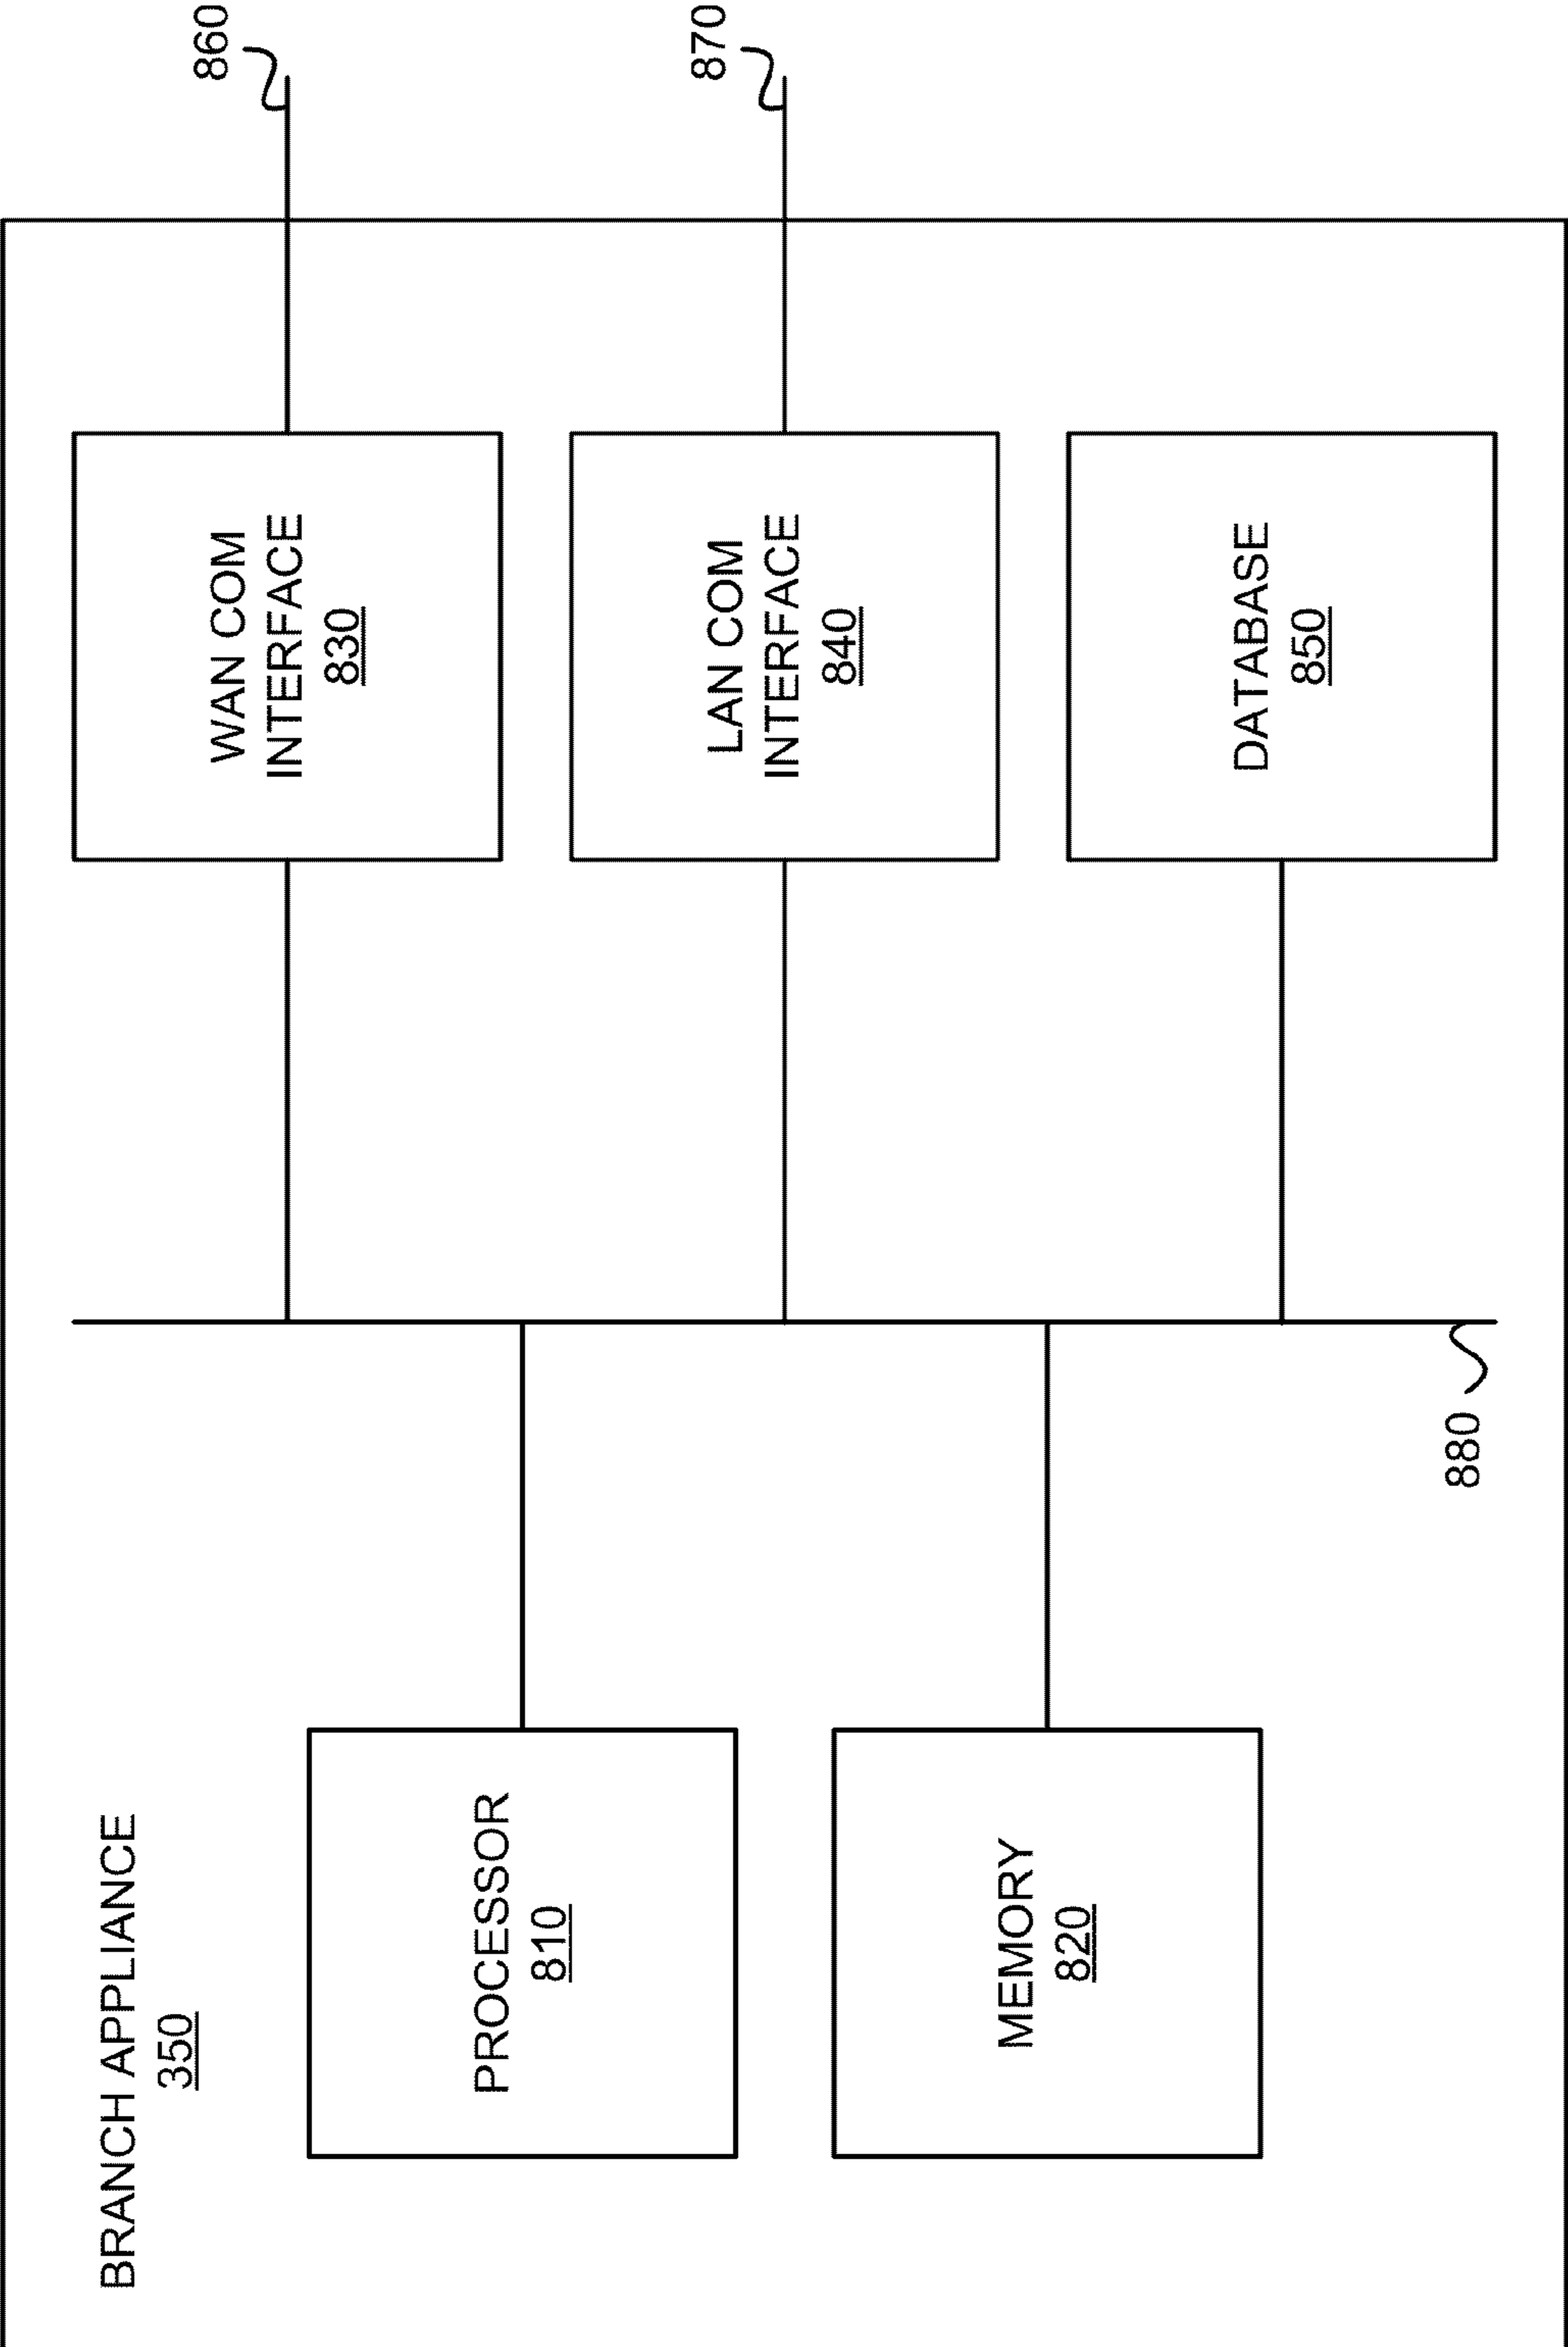 BRANCH APPLIANCE
350
PROCESSOR
810
MEMORY
820
880
WAN COM
INTERFACE
830
LAN COM
INTERFACE
840
DATABASE
850
860
870